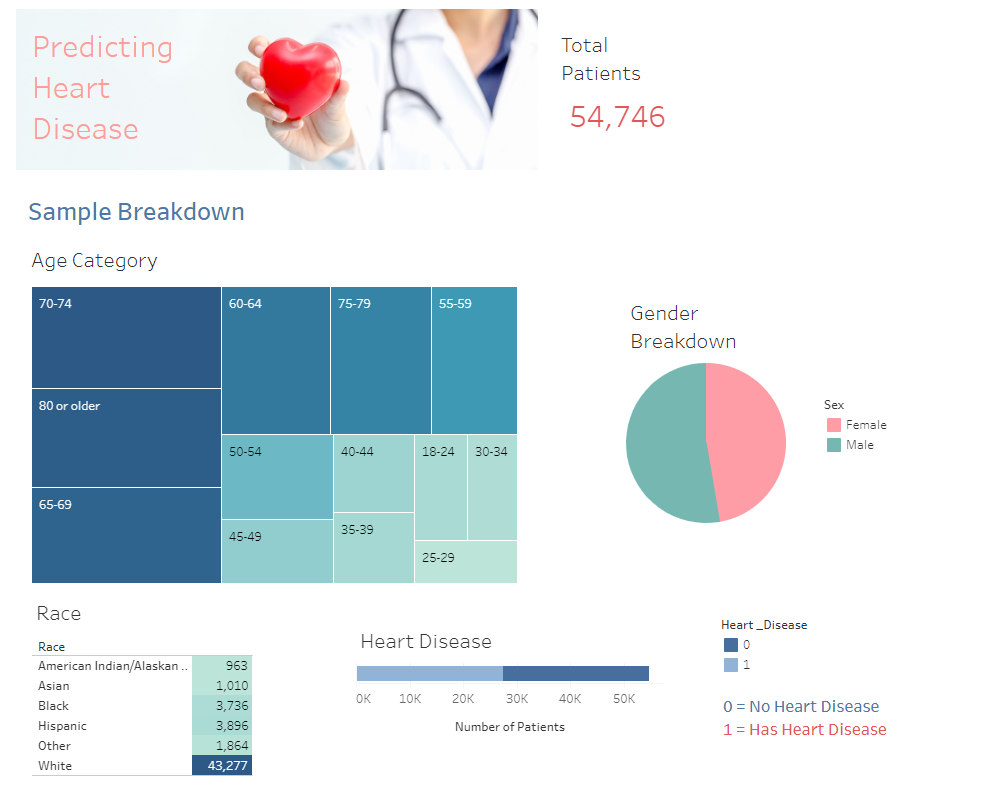 Predicting
Heart
Disease
Total
Patients
54,746
Sample Breakdown
Age Category
70-74
60-64
75-79
55-59
80 or older
50-54
40-44
18-24
30-34
65-69
45-49
35-39
25-29
Gender
Breakdown
Sex
Female
Male
Race
Race
American Indian/Alaskan .. 963
Asian 1,010
Black 3,736
Hispanic 3,896
Other 1,864
White 43,277
Heart Disease
0K 10K 20K 30K 40K 50K
Number of Patients
Heart _Disease
0
1
0 = No Heart Disease
1 = Has Heart Disease